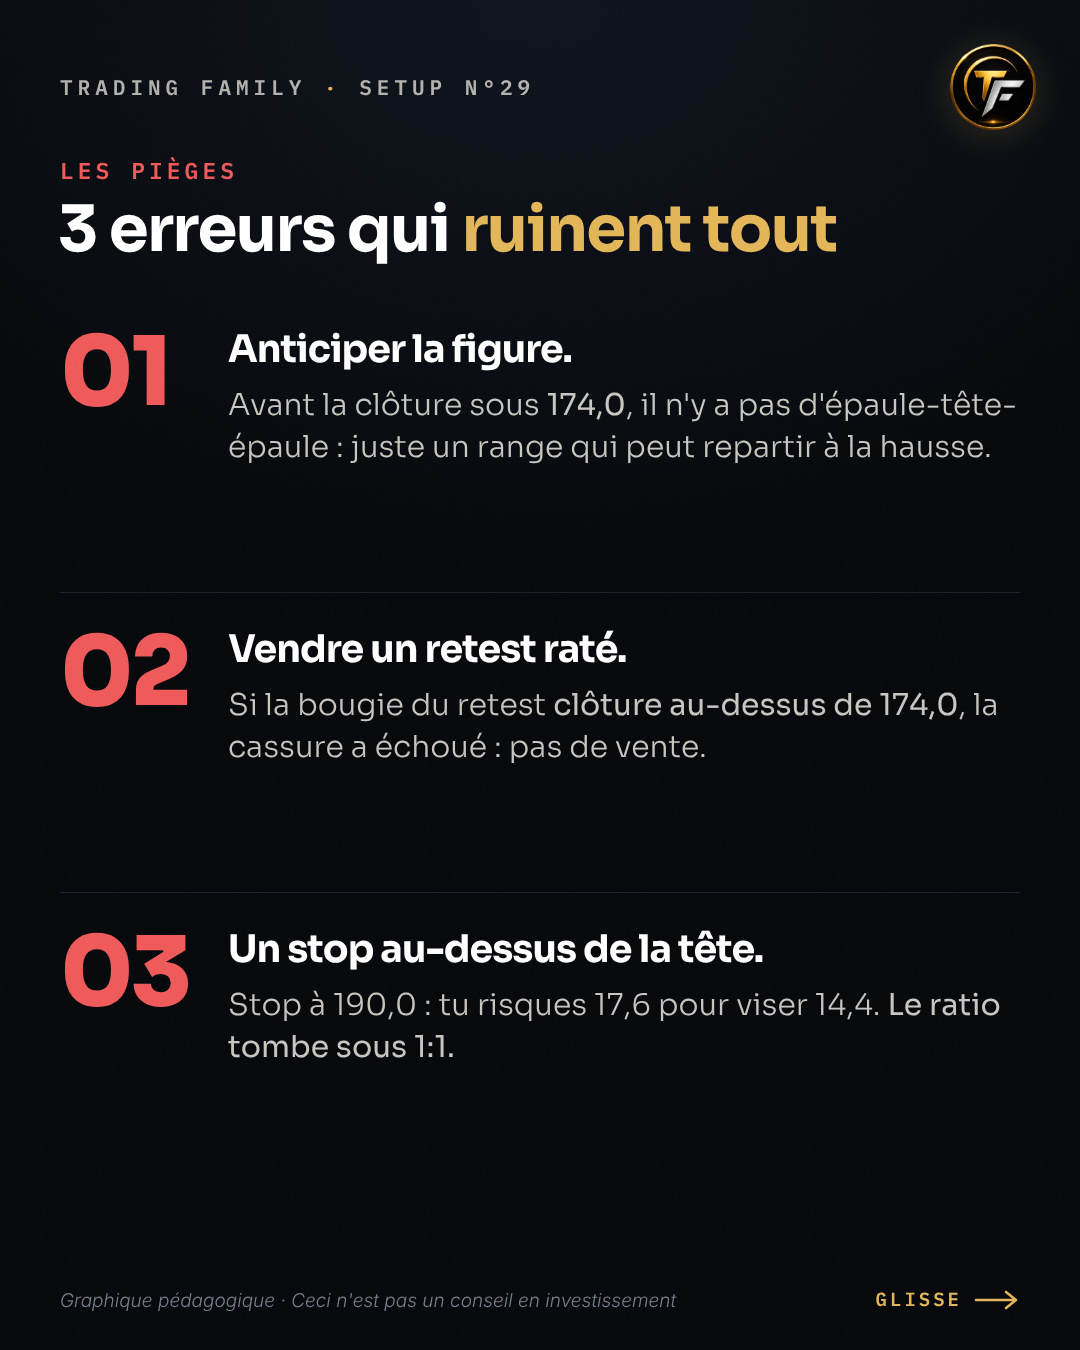 TRADING FAMILY · SETUP N°29
TF
LES PIÈGES
3 erreurs qui ruinent tout
01
Anticiper la figure.
Avant la clôture sous 174,0, il n'y a pas d'épaule-tête-
épaule : juste un range qui peut repartir à la hausse.
02
Vendre un retest raté.
Si la bougie du retest clôture au-dessus de 174,0, la
cassure a échoué : pas de vente.
03
Un stop au-dessus de la tête.
Stop à 190,0 : tu risques 17,6 pour viser 14,4. Le ratio
tombe sous 1:1.
Graphique pédagogique · Ceci n'est pas un conseil en investissement
GLISSE →